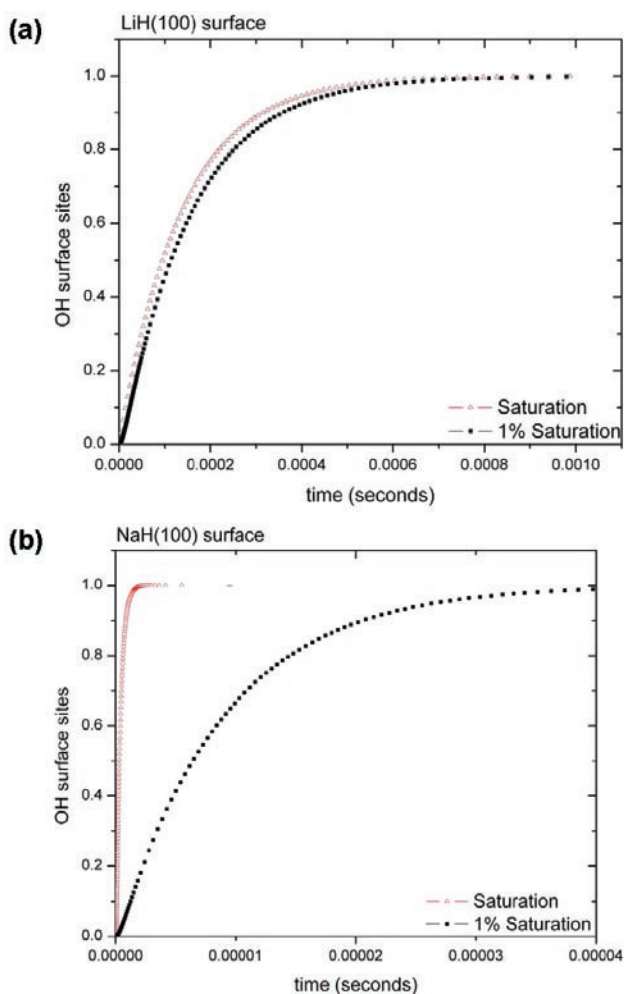 (a)
LiH(100) surface
1.0
0.8
0.6
0.4
0.2
0.0
OH surface sites
Saturation
1% Saturation
0.0000 0.0002 0.0004 0.0006 0.0008 0.0010
time (seconds)
(b)
NaH(100) surface
1.0
0.8
0.6
0.4
0.2
0.0
OH surface sites
Saturation
1% Saturation
0.00000 0.00001 0.00002 0.00003 0.00004
time (seconds)